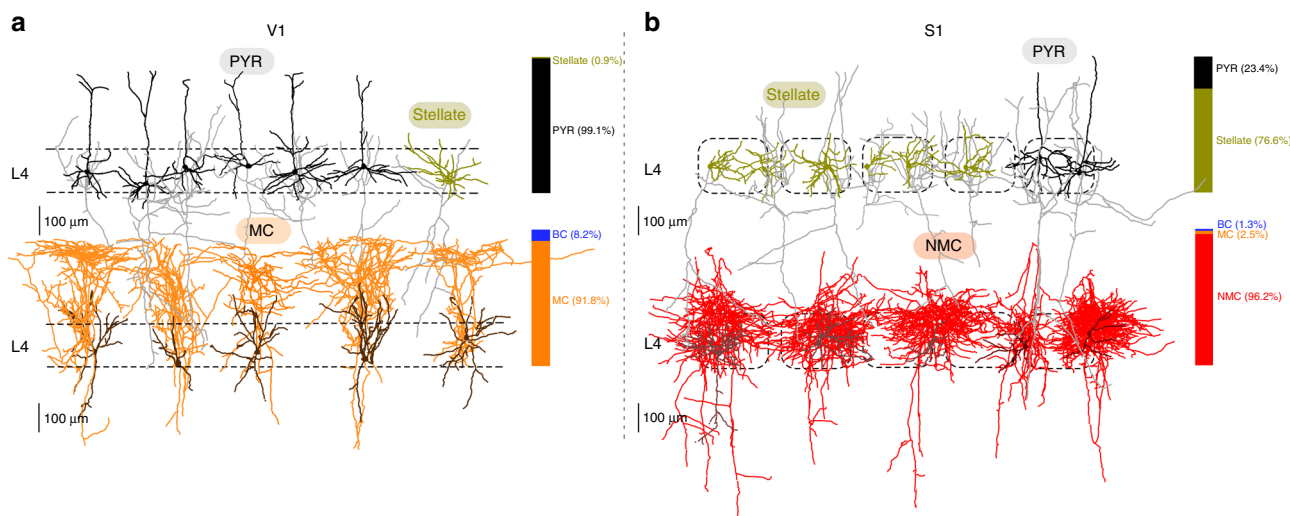 a
V1
PYR
Stellate
Stellate (0.9%)
PYR (99.1%)
L4
100 μm
MC
BC (8.2%)
MC (91.8%)
L4
100 μm
b
S1
PYR
Stellate
PYR (23.4%)
Stellate (76.6%)
L4
100 μm
NMC
BC (1.3%)
MC (2.5%)
NMC (96.2%)
L4
100 μm